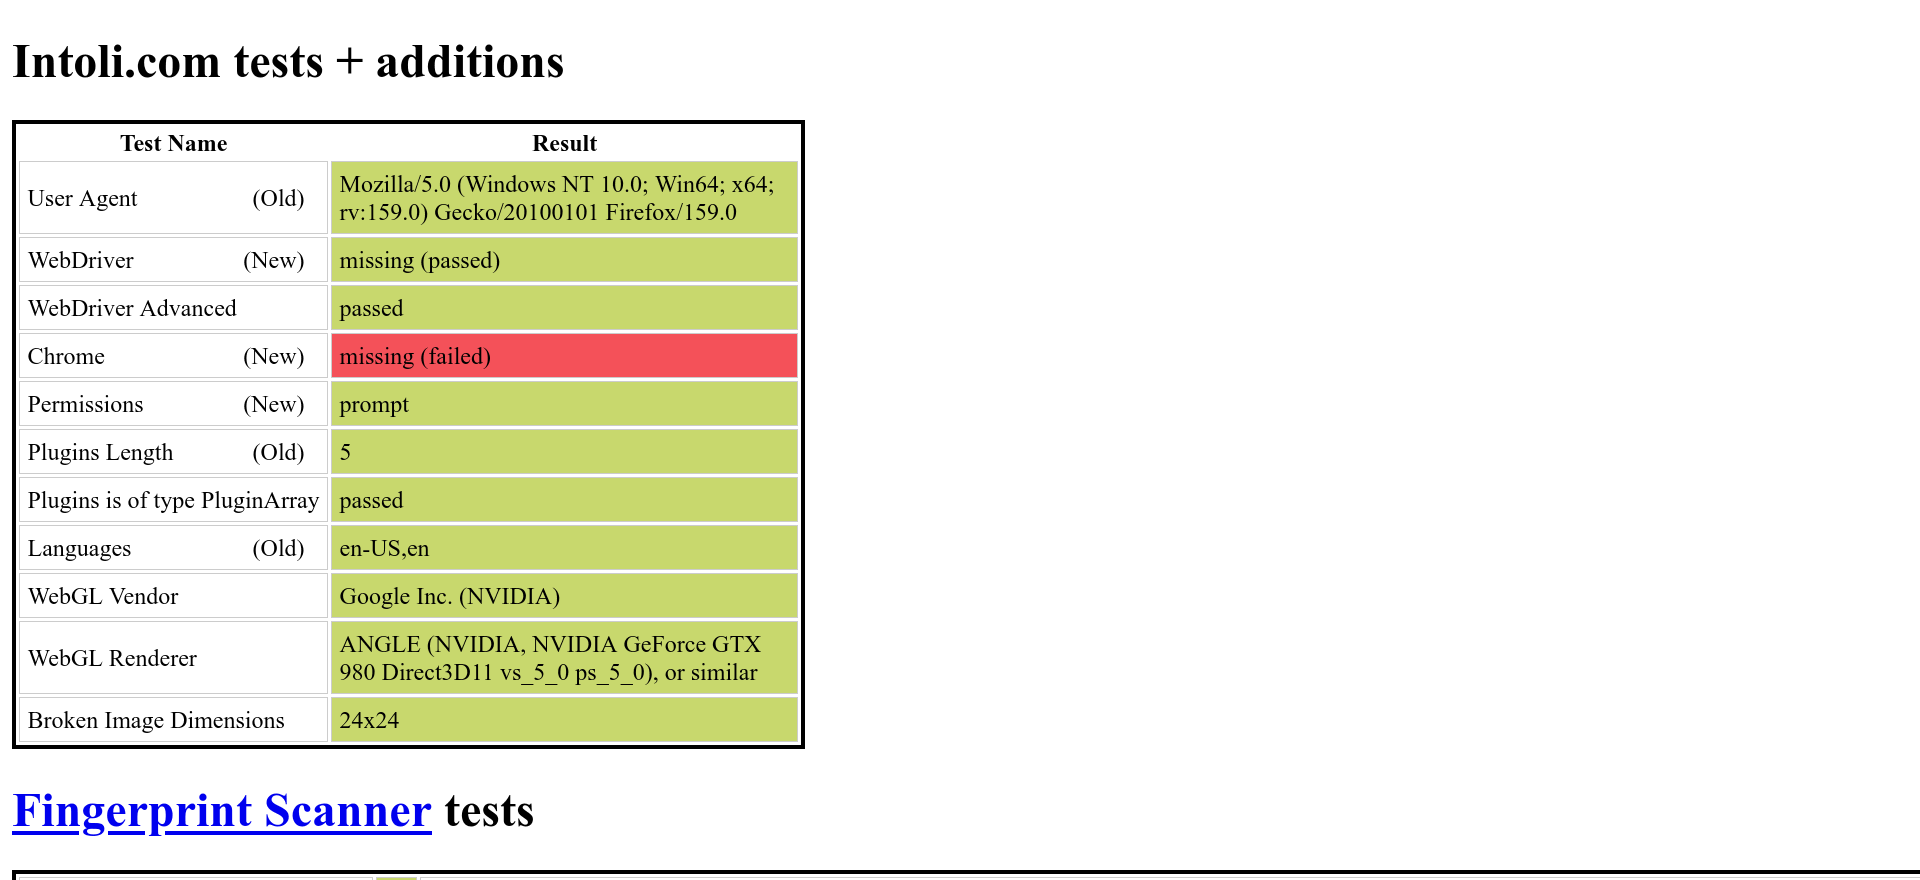 Intoli.com tests + additions
Test Name Result
User Agent (Old) Mozilla/5.0 (Windows NT 10.0; Win64; x64;
rv:159.0) Gecko/20100101 Firefox/159.0
WebDriver (New) missing (passed)
WebDriver Advanced passed
Chrome (New) missing (failed)
Permissions (New) prompt
Plugins Length (Old) 5
Plugins is of type PluginArray passed
Languages (Old) en-US,en
WebGL Vendor Google Inc. (NVIDIA)
WebGL Renderer ANGLE (NVIDIA, NVIDIA GeForce GTX
980 Direct3D11 vs_5_0 ps_5_0), or similar
Broken Image Dimensions 24x24
Fingerprint Scanner tests